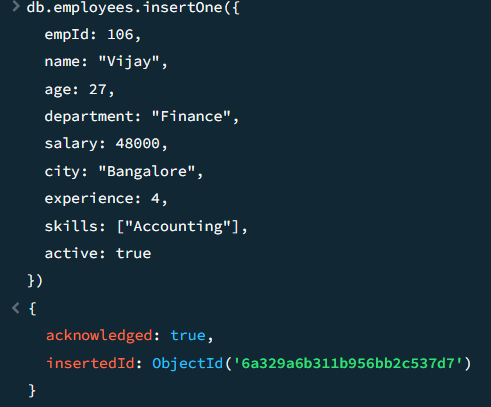 > db.employees.insertOne({
empId: 106,
name: "Vijay",
age: 27,
department: "Finance",
salary: 48000,
city: "Bangalore",
experience: 4,
skills: ["Accounting"],
active: true
})
< {
acknowledged: true,
insertedId: ObjectId('6a329a6b311b956bb2c537d7')
}